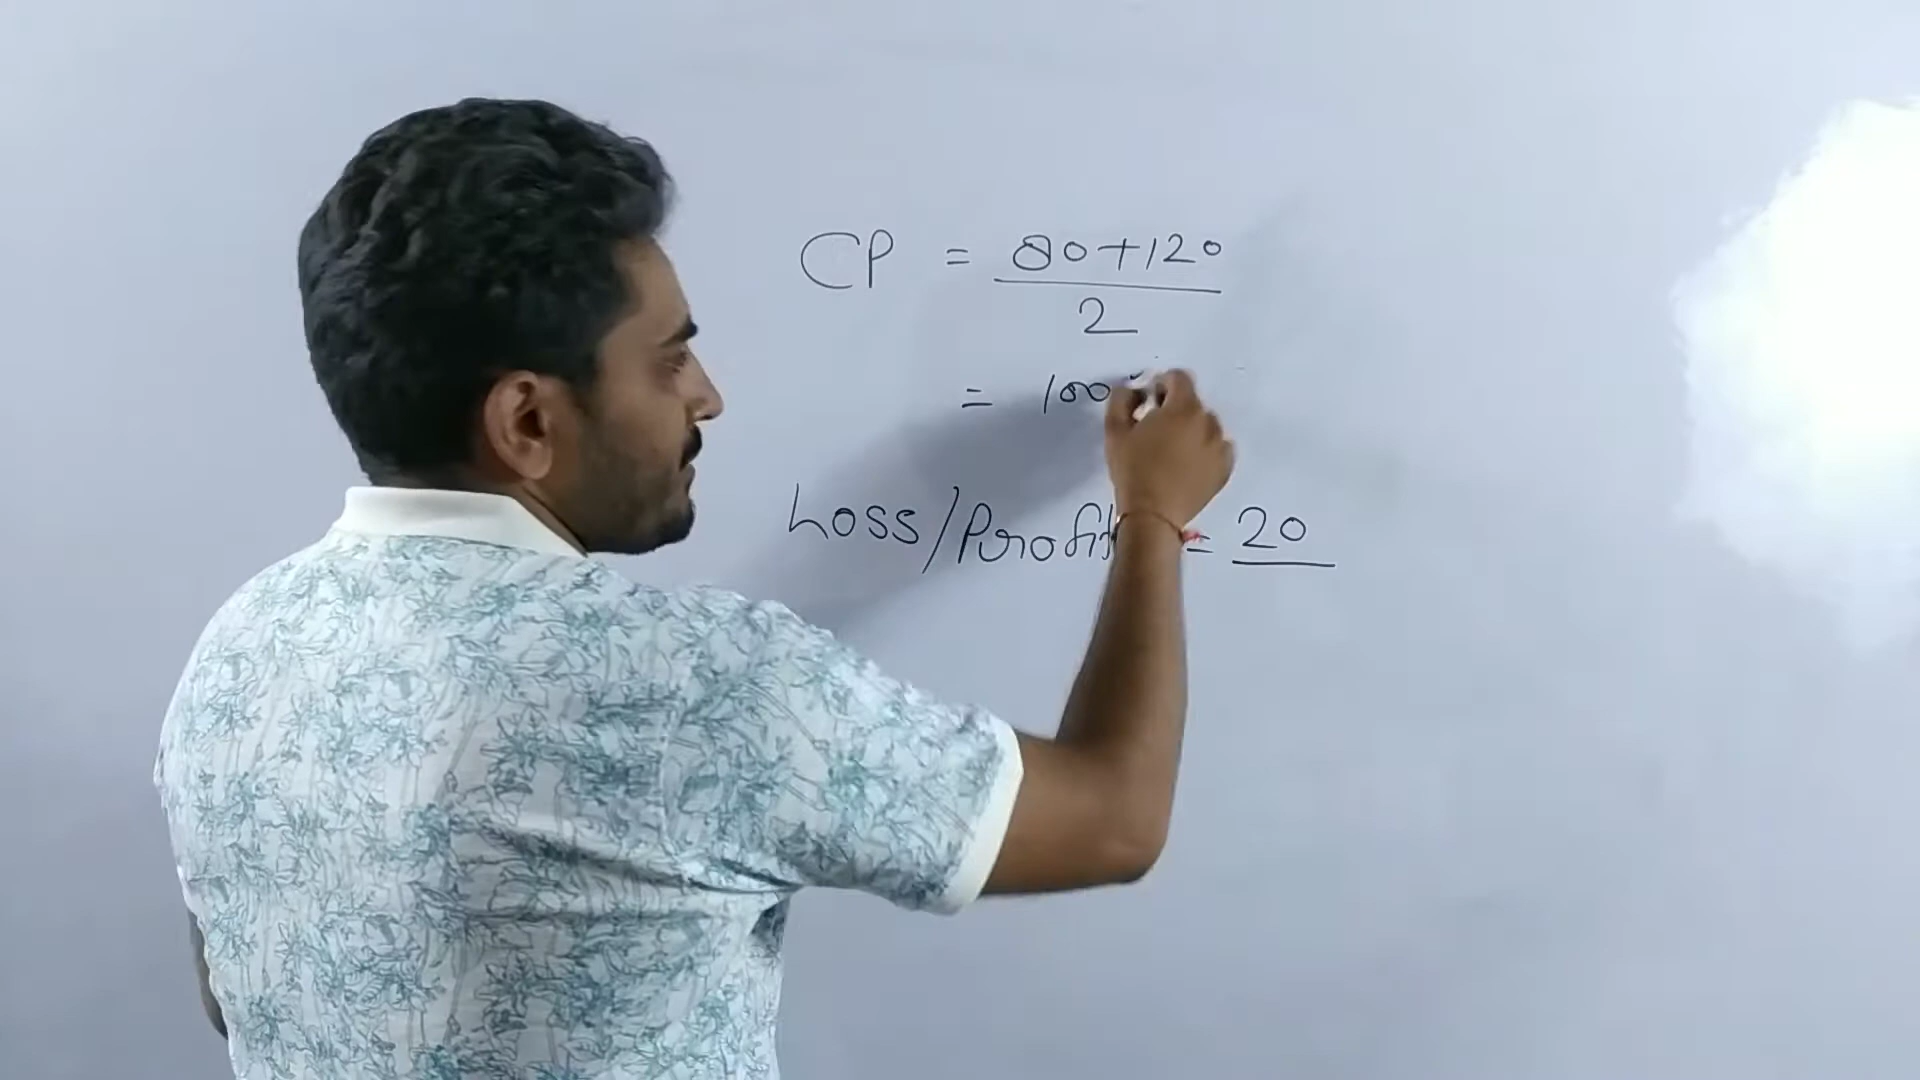 CP = 80+120
2
= 100
Loss/Profit = 20